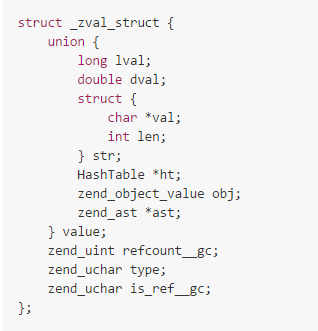 struct _zval_struct {
    union {
        long lval;
        double dval;
        struct {
            char *val;
            int len;
        } str;
        HashTable *ht;
        zend_object_value obj;
        zend_ast *ast;
    } value;
    zend_uint refcount__gc;
    zend_uchar type;
    zend_uchar is_ref__gc;
};